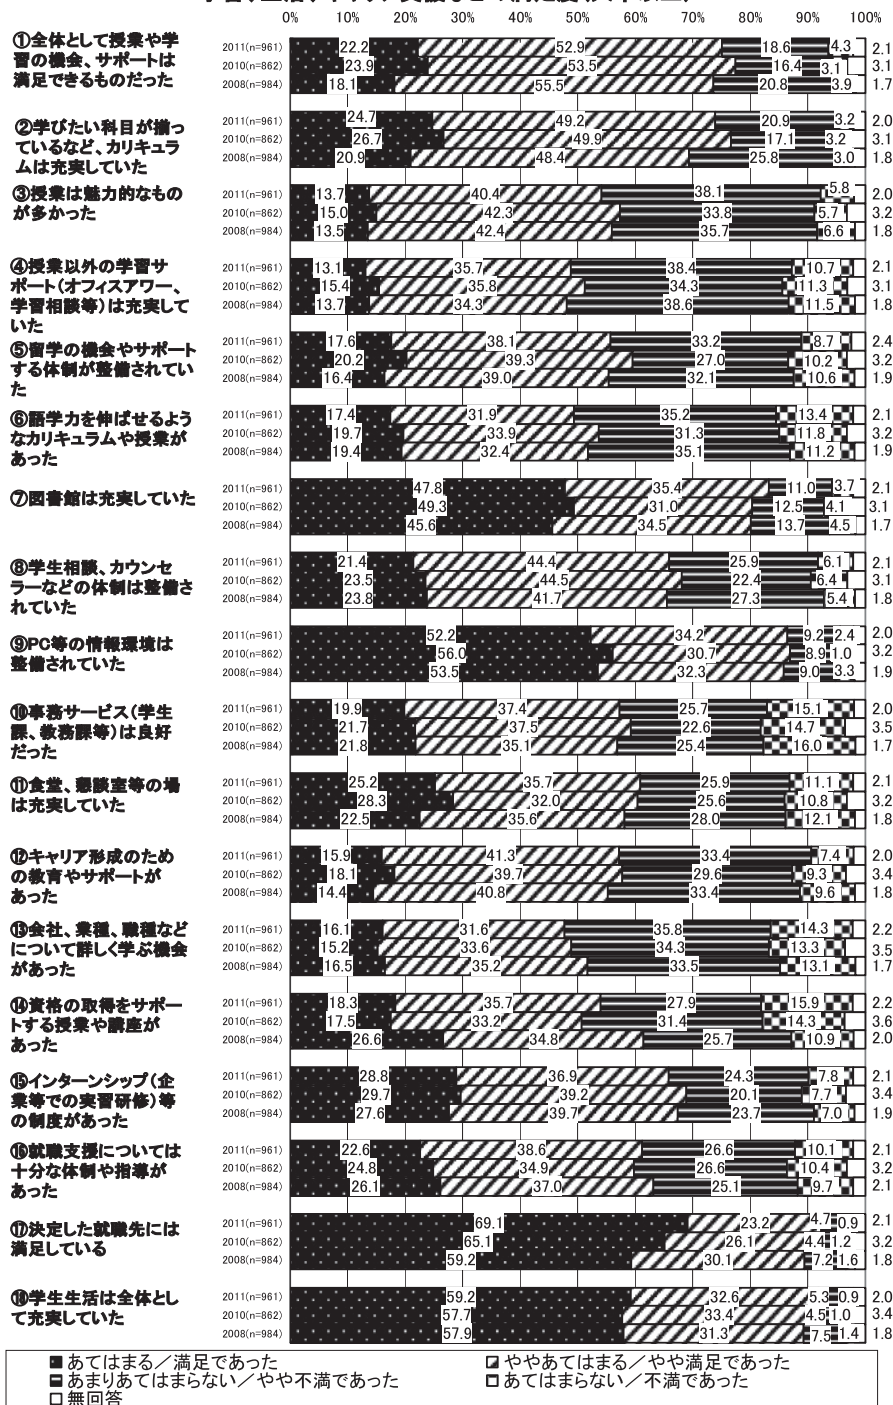 0% 10% 20% 30% 40% 50% 60% 70% 80% 90% 100%
①全体として授業や学
習の機会、サポートは
満足できるものだった
2011(n=961) 22.2 52.9 18.6 4.3 2.1
2010(n=862) 23.9 53.5 16.4 3.1 3.1
2008(n=984) 18.1 55.5 20.8 3.9 1.7
②学びたい科目が揃っ
ているなど、カリキュラ
ムは充実していた
2011(n=961) 24.7 49.2 20.9 3.2 2.0
2010(n=862) 26.7 49.9 17.1 3.2 3.1
2008(n=984) 20.9 48.4 25.8 3.0 1.8
③授業は魅力的なもの
が多かった
2011(n=961) 13.7 40.4 38.1 5.8 2.0
2010(n=862) 15.0 42.3 33.8 5.7 3.2
2008(n=984) 13.5 42.4 35.7 6.6 1.8
④授業以外の学習サ
ポート(オフィスアワー、
学習相談等)は充実して
いた
2011(n=961) 13.1 35.7 38.4 10.7 2.1
2010(n=862) 15.4 35.8 34.3 11.3 3.1
2008(n=984) 13.7 34.3 38.6 11.5 1.8
⑤留学の機会やサポート
する体制が整備されてい
た
2011(n=961) 17.6 38.1 33.2 8.7 2.4
2010(n=862) 20.2 39.3 27.0 10.2 3.2
2008(n=984) 16.4 39.0 32.1 10.6 1.9
⑥語学力を伸ばせるよう
なカリキュラムや授業が
あった
2011(n=961) 17.4 31.9 35.2 13.4 2.1
2010(n=862) 19.7 33.9 31.3 11.8 3.2
2008(n=984) 19.4 32.4 35.1 11.2 1.9
⑦図書館は充実していた
2011(n=961) 47.8 35.4 11.0 3.7 2.1
2010(n=862) 49.3 31.0 12.5 4.1 3.1
2008(n=984) 45.6 34.5 13.7 4.5 1.7
⑧学生相談、カウンセ
ラーなどの体制は整備さ
れていた
2011(n=961) 21.4 44.4 25.9 6.1 2.1
2010(n=862) 23.5 44.5 22.4 6.4 3.1
2008(n=984) 23.8 41.7 27.3 5.4 1.8
⑨PC等の情報環境は
整備されていた
2011(n=961) 52.2 34.2 9.2 2.4 2.0
2010(n=862) 56.0 30.7 8.9 1.0 3.2
2008(n=984) 53.5 32.3 9.0 3.3 1.9
⑩事務サービス(学生
課、教務課等)は良好
だった
2011(n=961) 19.9 37.4 25.7 15.1 2.0
2010(n=862) 21.7 37.5 22.6 14.7 3.5
2008(n=984) 21.8 35.1 25.4 16.0 1.7
⑪食堂、懇談室等の場
は充実していた
2011(n=961) 25.2 35.7 25.9 11.1 2.1
2010(n=862) 28.3 32.0 25.6 10.8 3.2
2008(n=984) 22.5 35.6 28.0 12.1 1.8
⑫キャリア形成のため
の教育やサポートが
あった
2011(n=961) 15.9 41.3 33.4 7.4 2.0
2010(n=862) 18.1 39.7 29.6 9.3 3.4
2008(n=984) 14.4 40.8 33.4 9.6 1.8
⑬会社、業種、職種など
について詳しく学ぶ機会
があった
2011(n=961) 16.1 31.6 35.8 14.3 2.2
2010(n=862) 15.2 33.6 34.3 13.3 3.5
2008(n=984) 16.5 35.2 33.5 13.1 1.7
⑭資格の取得をサポー
トする授業や講座が
あった
2011(n=961) 18.3 35.7 27.9 15.9 2.2
2010(n=862) 17.5 33.2 31.4 14.3 3.6
2008(n=984) 26.6 34.8 25.7 10.9 2.0
⑮インターンシップ(企
業等での実習研修)等
の制度があった
2011(n=961) 28.8 36.9 24.3 7.8 2.1
2010(n=862) 29.7 39.2 20.1 7.7 3.4
2008(n=984) 27.6 39.7 23.7 7.0 1.9
⑯就職支援については
十分な体制や指導が
あった
2011(n=961) 22.6 38.6 26.6 10.1 2.1
2010(n=862) 24.8 34.9 26.6 10.4 3.2
2008(n=984) 26.1 37.0 25.1 9.7 2.1
⑰決定した就職先には
満足している
2011(n=961) 69.1 23.2 4.7 0.9 2.1
2010(n=862) 65.1 26.1 4.4 1.2 3.2
2008(n=984) 59.2 30.1 7.2 1.6 1.8
⑱学生生活は全体とし
て充実していた
2011(n=961) 59.2 32.6 5.3 0.9 2.0
2010(n=862) 57.7 33.4 4.5 1.0 3.4
2008(n=984) 57.9 31.3 7.5 1.4 1.8
あてはまる／満足であった ややあてはまる／やや満足であった
あまりあてはまらない／やや不満であった あてはまらない／不満であった
無回答